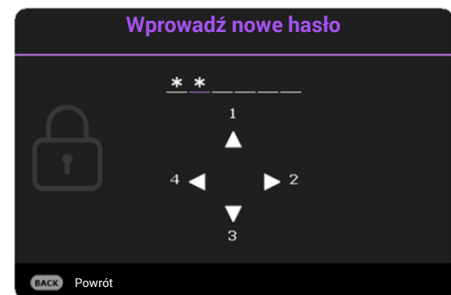 Wprowadź nowe hasło
* * _ _ _ _
1
4 2
3
BACK Powrót